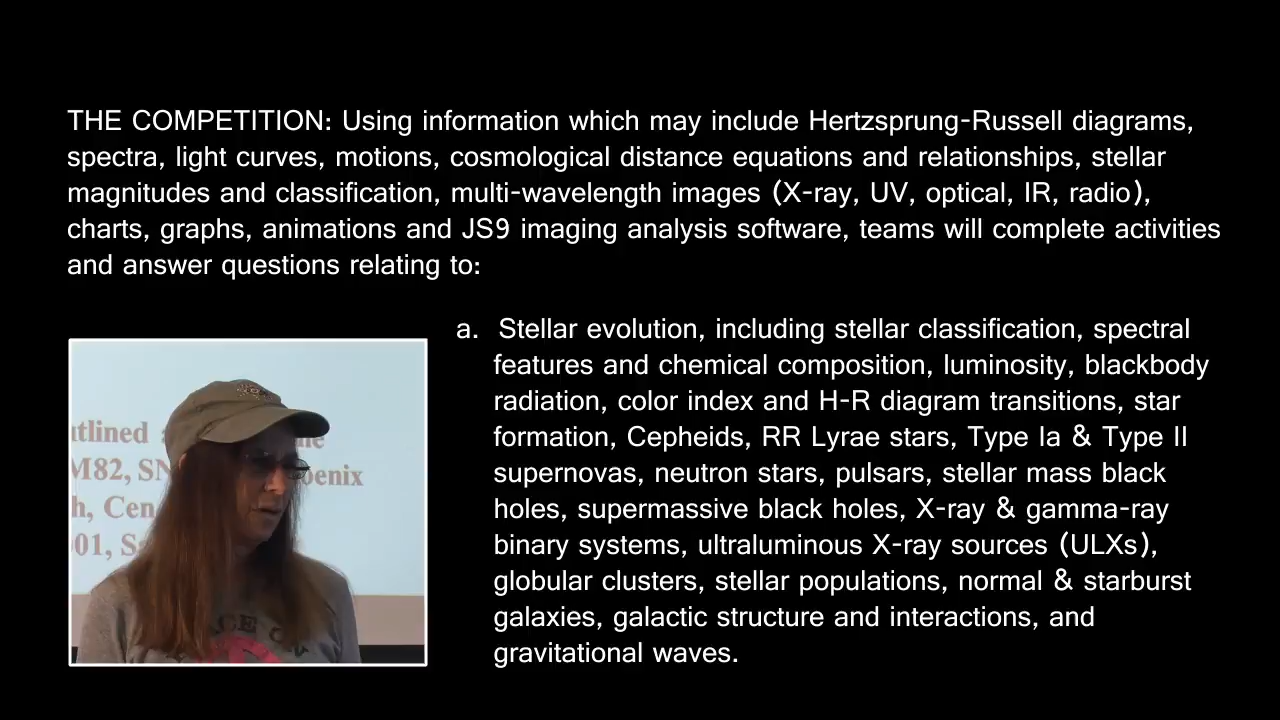 THE COMPETITION: Using information which may include Hertzsprung-Russell diagrams,
spectra, light curves, motions, cosmological distance equations and relationships, stellar
magnitudes and classification, multi-wavelength images (X-ray, UV, optical, IR, radio),
charts, graphs, animations and JS9 imaging analysis software, teams will complete activities
and answer questions relating to:
a. Stellar evolution, including stellar classification, spectral
features and chemical composition, luminosity, blackbody
radiation, color index and H-R diagram transitions, star
formation, Cepheids, RR Lyrae stars, Type Ia & Type II
supernovas, neutron stars, pulsars, stellar mass black
holes, supermassive black holes, X-ray & gamma-ray
binary systems, ultraluminous X-ray sources (ULXs),
globular clusters, stellar populations, normal & starburst
galaxies, galactic structure and interactions, and
gravitational waves.
M82,